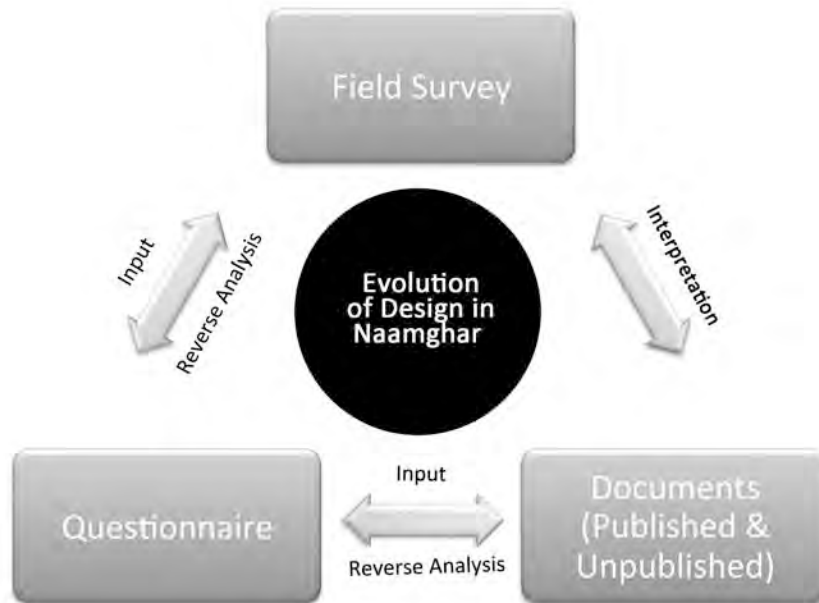 Field Survey
Input
Reverse Analysis
Interpretation
Evolution
of Design in
Naamghar
Questionnaire
Input
Reverse Analysis
Documents
(Published &
Unpublished)